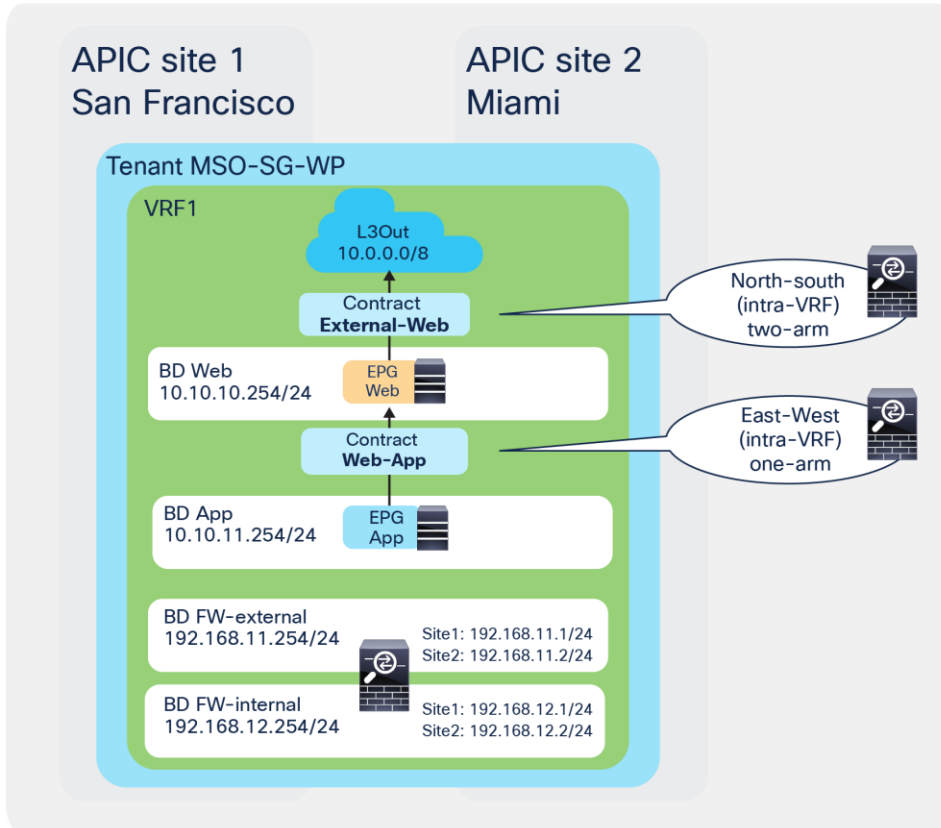 APIC site 1
San Francisco
APIC site 2
Miami
Tenant MSO-SG-WP
VRF1
L3Out
10.0.0.0/8
Contract
External-Web
North-south
(intra-VRF)
two-arm
BD Web
10.10.10.254/24
EPG
Web
Contract
Web-App
East-West
(intra-VRF)
one-arm
BD App
10.10.11.254/24
EPG
App
BD FW-external
192.168.11.254/24
Site1: 192.168.11.1/24
Site2: 192.168.11.2/24
BD FW-internal
192.168.12.254/24
Site1: 192.168.12.1/24
Site2: 192.168.12.2/24